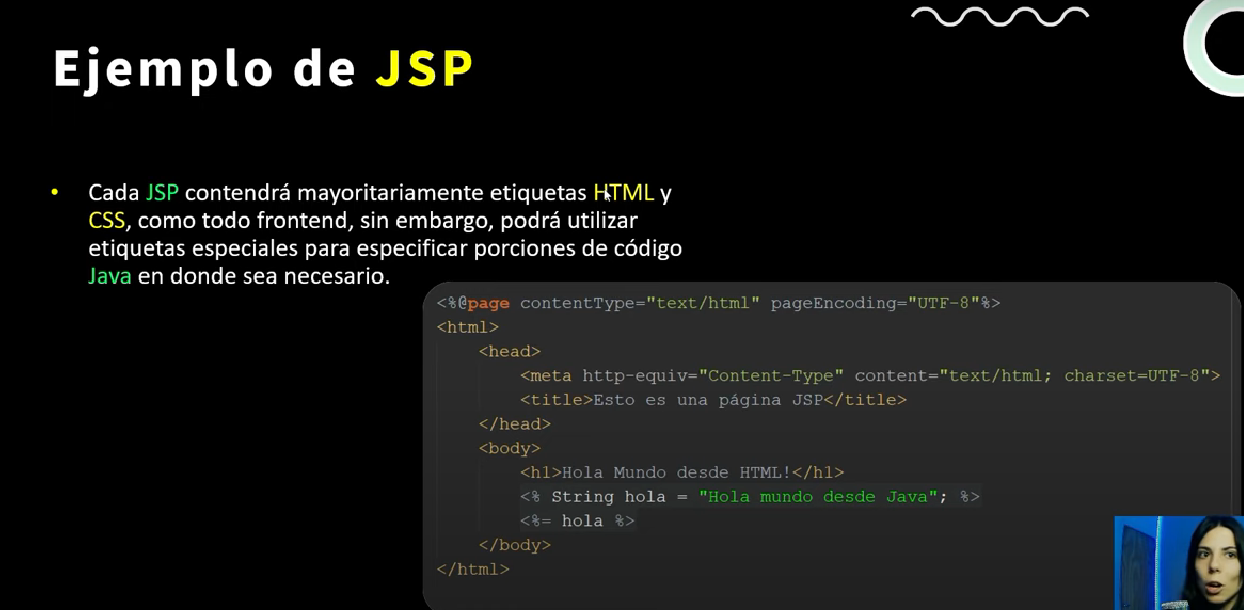 Ejemplo de JSP
• Cada JSP contendrá mayoritariamente etiquetas HTML y
CSS, como todo frontend, sin embargo, podrá utilizar
etiquetas especiales para especificar porciones de código
Java en donde sea necesario.
<%@page contentType="text/html" pageEncoding="UTF-8"%>
<html>
<head>
<meta http-equiv="Content-Type" content="text/html; charset=UTF-8">
<title>Esto es una página JSP</title>
</head>
<body>
<h1>Hola Mundo desde HTML!</h1>
<% String hola = "Hola mundo desde Java"; %>
<%= hola %>
</body>
</html>